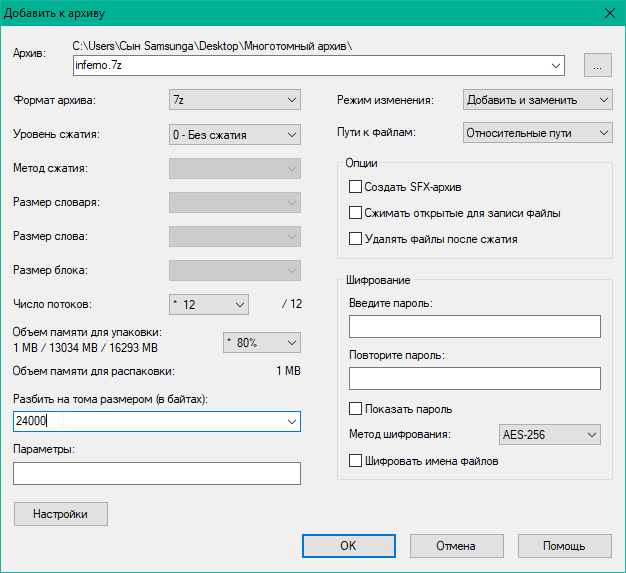 Добавить к архиву
Архив:
C:\Users\Сын Samsunga\Desktop\Многотомный архив\
inferno.7z
...
Формат архива:
7z
Уровень сжатия:
0 - Без сжатия
Метод сжатия:
Размер словаря:
Размер слова:
Размер блока:
Число потоков:
* 12
/ 12
Объем памяти для упаковки:
1 MB / 13034 MB / 16293 MB
* 80%
Объем памяти для распаковки:
1 MB
Разбить на тома размером (в байтах):
24000
Параметры:
Настройки
Режим изменения:
Добавить и заменить
Пути к файлам:
Относительные пути
Опции
Создать SFX-архив
Сжимать открытые для записи файлы
Удалять файлы после сжатия
Шифрование
Введите пароль:
Повторите пароль:
Показать пароль
Метод шифрования:
AES-256
Шифровать имена файлов
OK
Отмена
Помощь